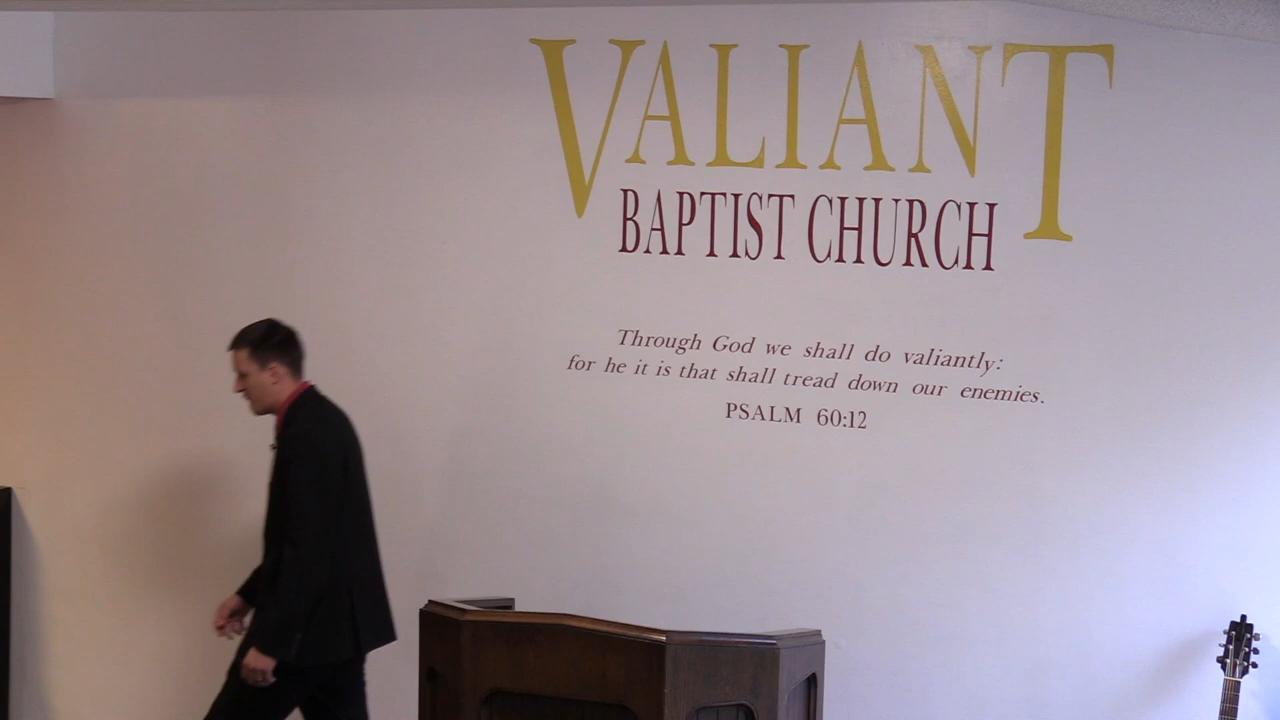 VALIANT
BAPTIST CHURCH
Through God we shall do valiantly:
for he it is that shall tread down our enemies.
PSALM 60:12